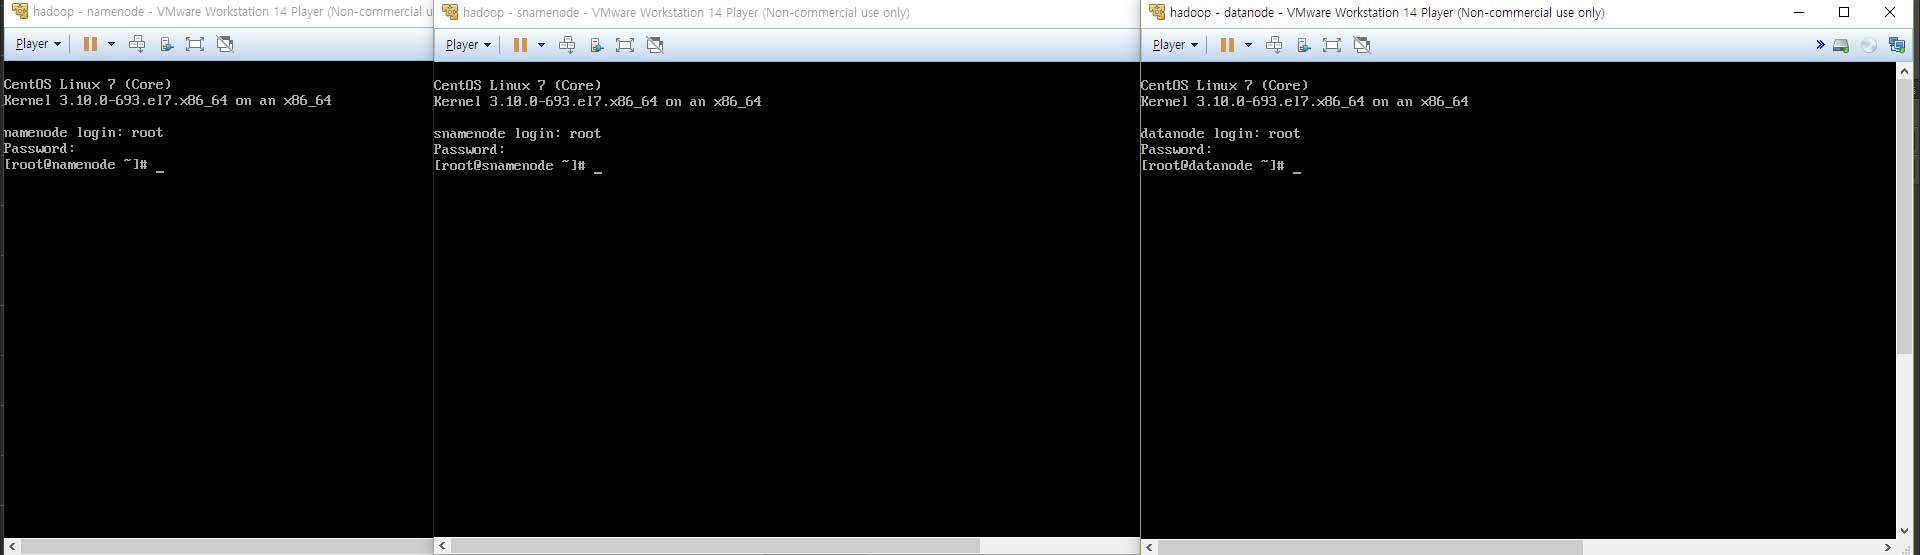 hadoop - namenode - VMware Workstation 14 Player (Non-commercial u
Player
CentOS Linux 7 (Core)
Kernel 3.10.0-693.el7.x86_64 on an x86_64
namenode login: root
Password:
[root@namenode ~]# _
hadoop - snamenode - VMware Workstation 14 Player (Non-commercial use only)
Player
CentOS Linux 7 (Core)
Kernel 3.10.0-693.el7.x86_64 on an x86_64
snamenode login: root
Password:
[root@snamenode ~]# _
hadoop - datanode - VMware Workstation 14 Player (Non-commercial use only)
Player
CentOS Linux 7 (Core)
Kernel 3.10.0-693.el7.x86_64 on an x86_64
datanode login: root
Password:
[root@datanode ~]# _